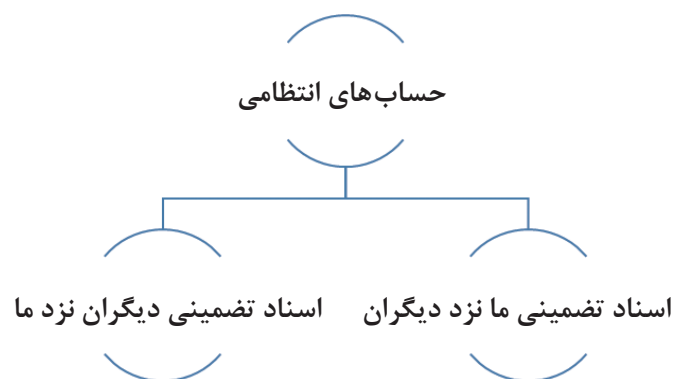 حساب‌های انتظامی
اسناد تضمینی ما نزد دیگران
اسناد تضمینی دیگران نزد ما